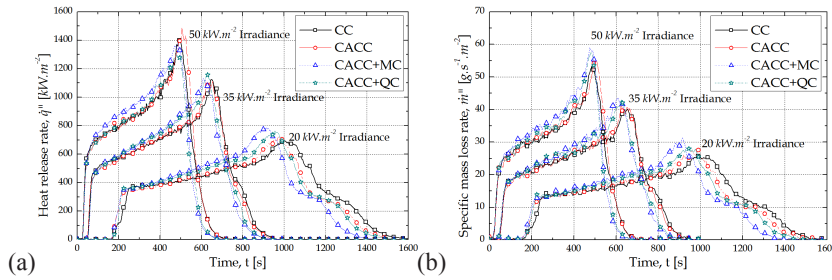 1600
1400
1200
1000
800
600
400
200
0
0 200 400 600 800 1000 1200 1400 1600
Heat release rate, q̇" [kW.m⁻²]
Time, t [s]
50 kW.m⁻² Irradiance
35 kW.m⁻² Irradiance
20 kW.m⁻² Irradiance
CC
CACC
CACC+MC
CACC+QC
(a)
70
60
50
40
30
20
10
0
0 200 400 600 800 1000 1200 1400 160
Specific mass loss rate, ṁ" [g.s⁻¹.m⁻²]
Time, t [s]
50 kW.m⁻² Irradiance
35 kW.m⁻² Irradiance
20 kW.m⁻² Irradiance
CC
CACC
CACC+MC
CACC+QC
(b)